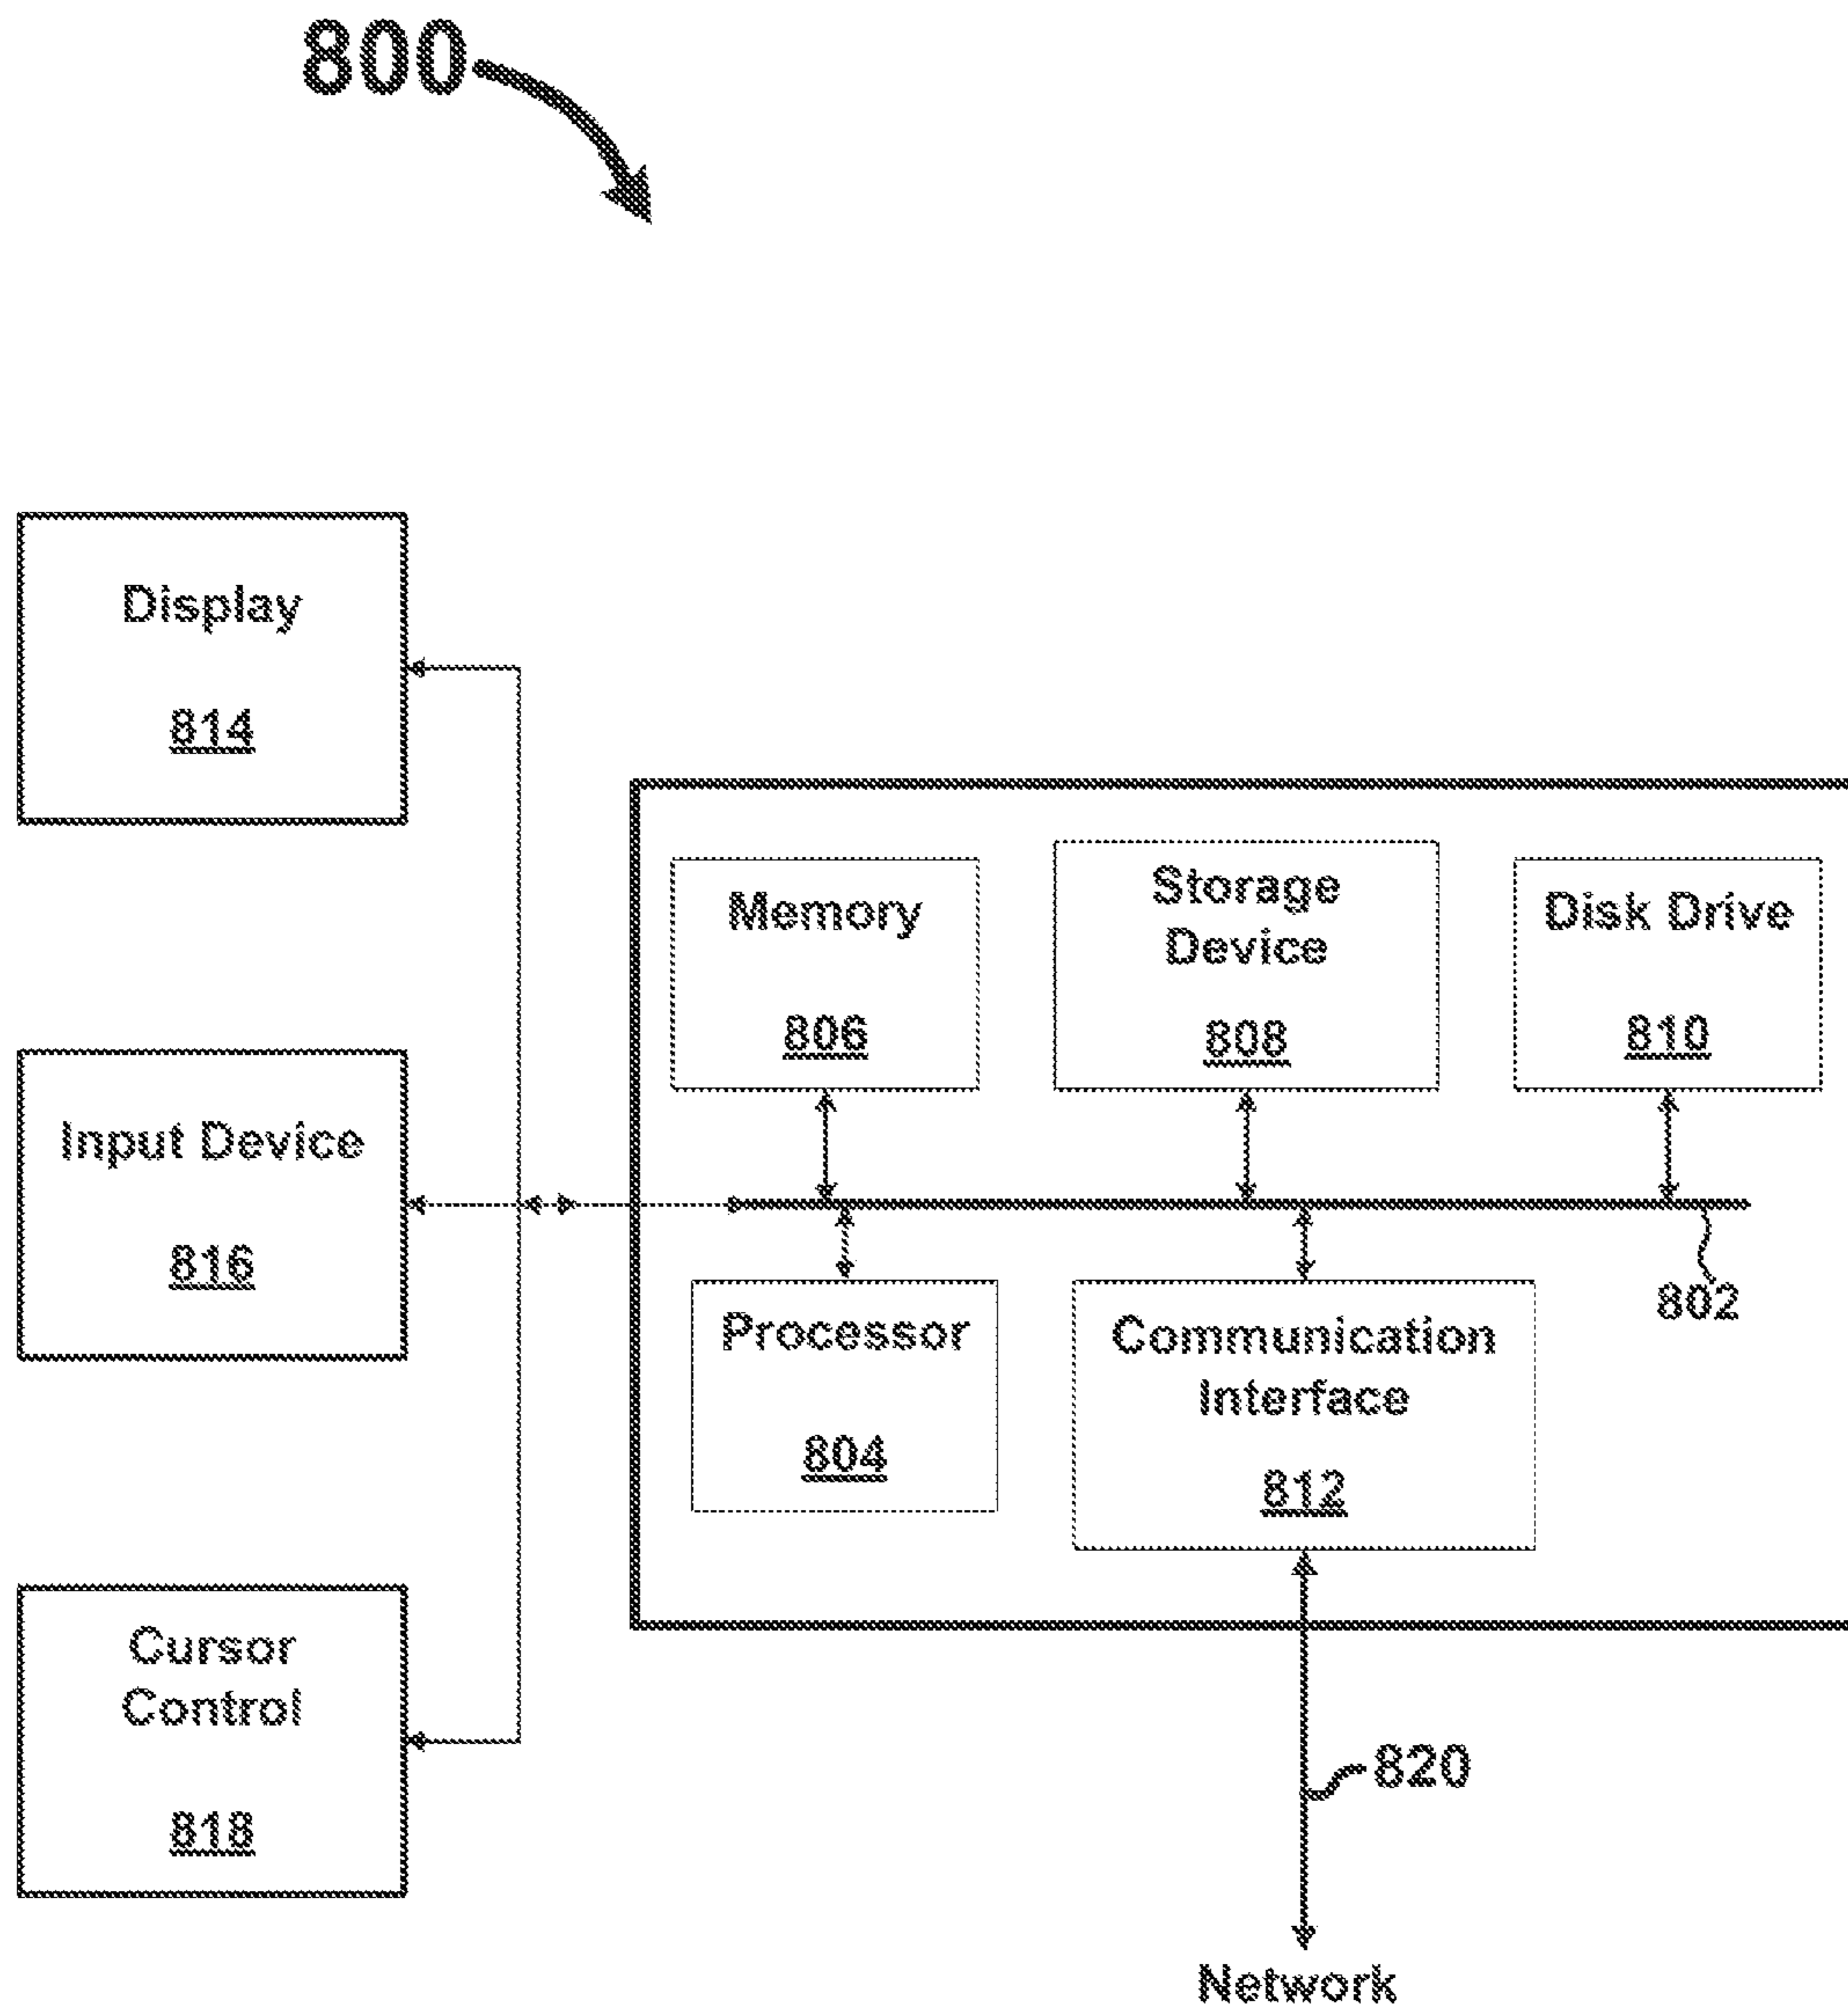 800
Display
814
Memory
806
Storage
Device
808
Disk Drive
810
Input Device
816
802
Processor
804
Communication
Interface
812
Cursor
Control
818
820
Network